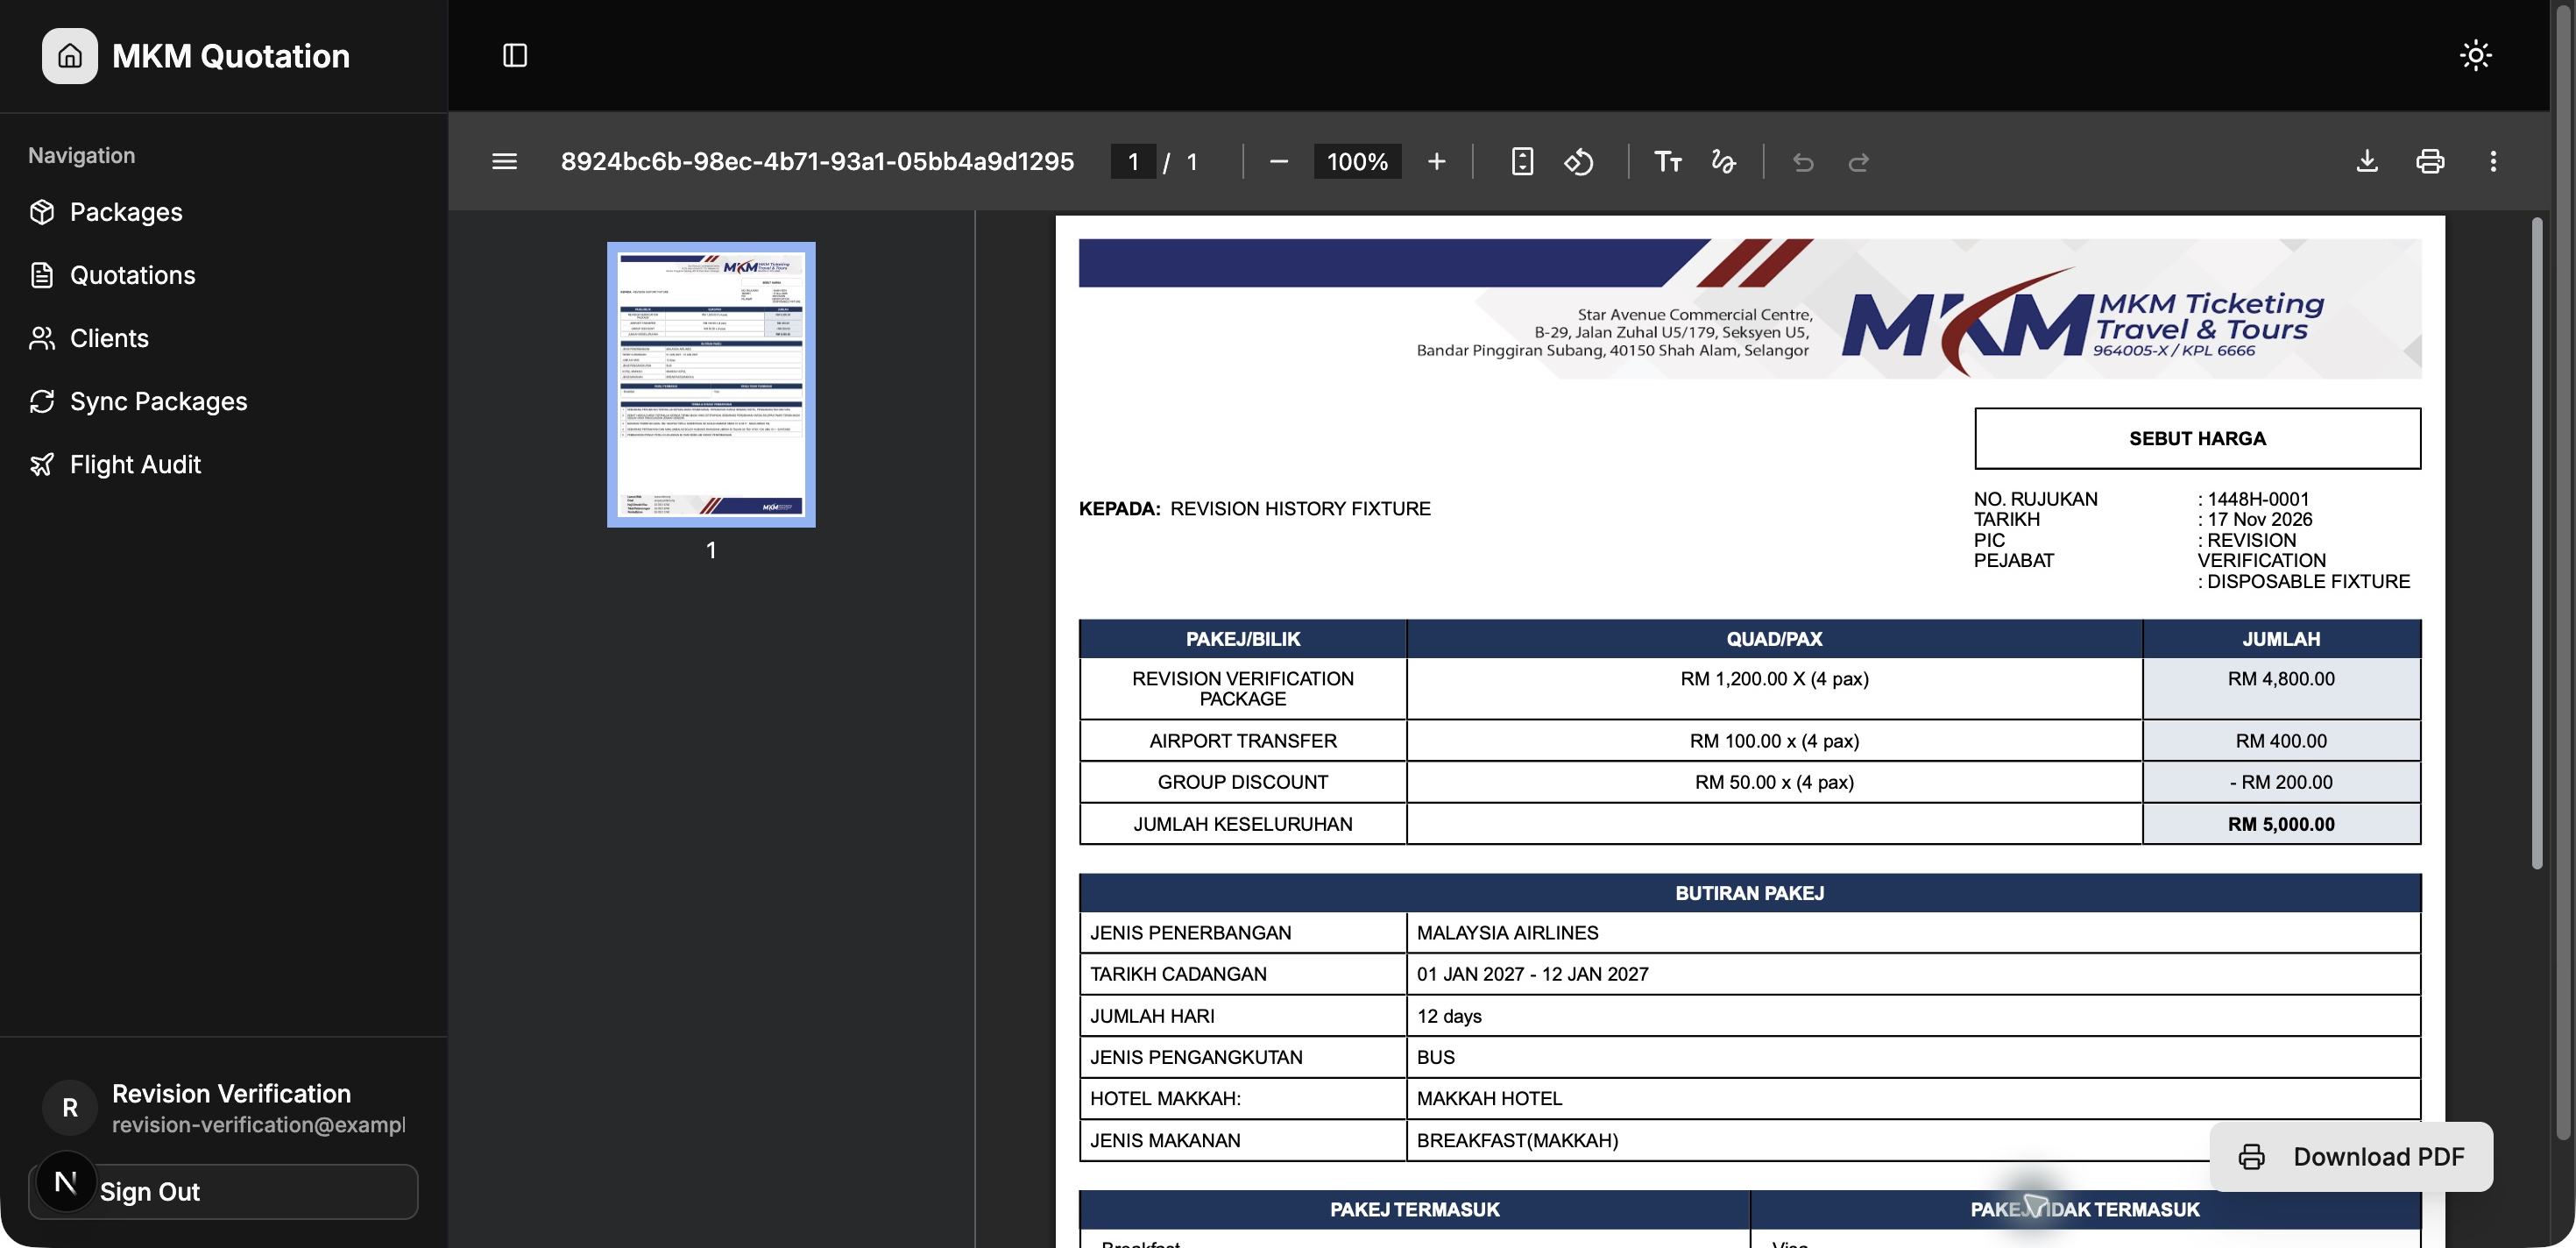 MKM Quotation
Navigation
Packages
Quotations
Clients
Sync Packages
Flight Audit
Revision Verification
R
revision-verification@exampl
N
Sign Out
8924bc6b-98ec-4b71-93a1-05bb4a9d1295
1 / 1
100%
1
Star Avenue Commercial Centre,
B-29, Jalan Zuhal U5/179, Seksyen U5,
Bandar Pinggiran Subang, 40150 Shah Alam, Selangor
MKM
MKM Ticketing
Travel & Tours
964005-X / KPL 6666
SEBUT HARGA
KEPADA: REVISION HISTORY FIXTURE
NO. RUJUKAN : 1448H-0001
TARIKH : 17 Nov 2026
PIC : REVISION
PEJABAT VERIFICATION
: DISPOSABLE FIXTURE
PAKEJ/BILIK QUAD/PAX JUMLAH
REVISION VERIFICATION RM 1,200.00 X (4 pax) RM 4,800.00
PACKAGE
AIRPORT TRANSFER RM 100.00 x (4 pax) RM 400.00
GROUP DISCOUNT RM 50.00 x (4 pax) - RM 200.00
JUMLAH KESELURUHAN RM 5,000.00
BUTIRAN PAKEJ
JENIS PENERBANGAN MALAYSIA AIRLINES
TARIKH CADANGAN 01 JAN 2027 - 12 JAN 2027
JUMLAH HARI 12 days
JENIS PENGANGKUTAN BUS
HOTEL MAKKAH: MAKKAH HOTEL
JENIS MAKANAN BREAKFAST(MAKKAH)
Download PDF
PAKEJ TERMASUK PAKEJ TIDAK TERMASUK
Breakfast Visa